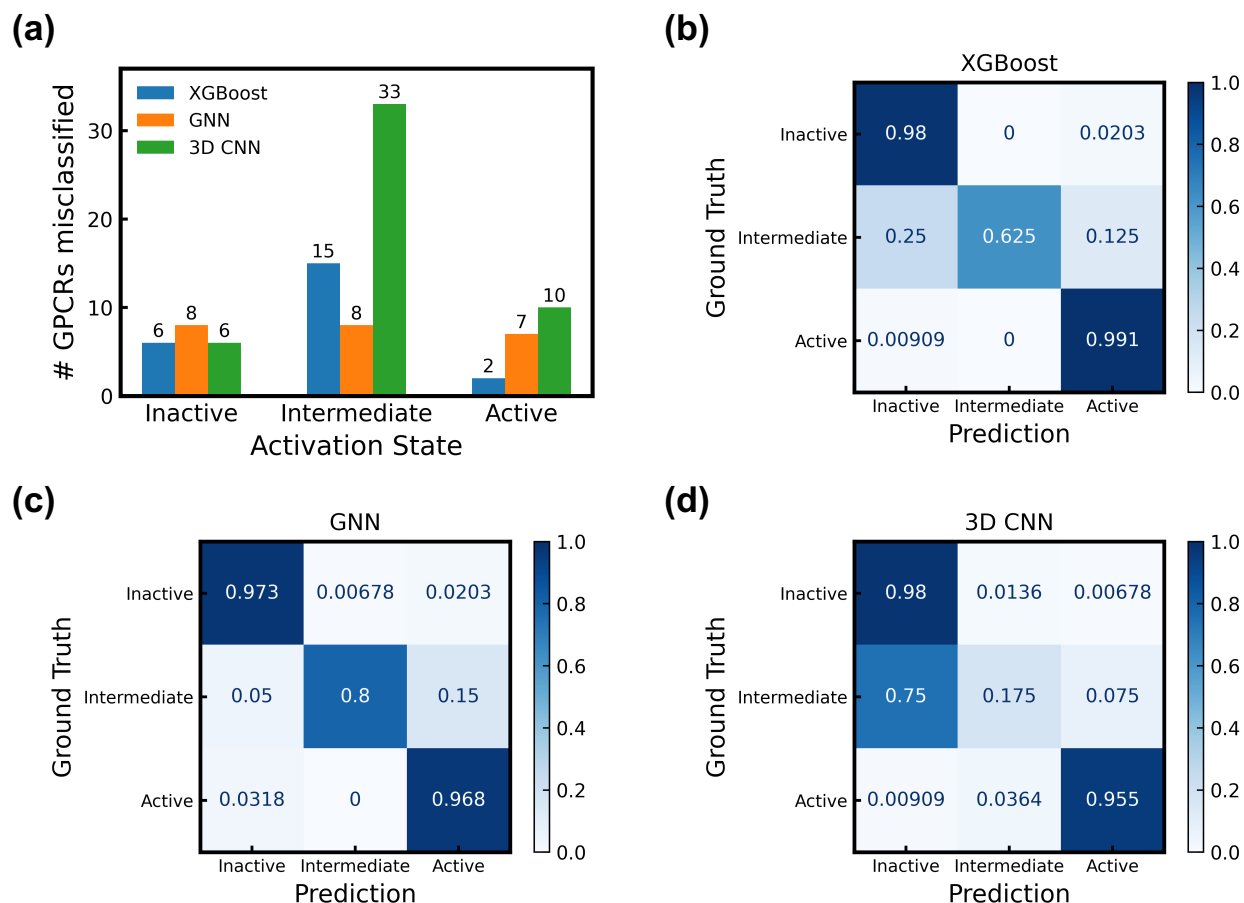 (a)
# GPCRs misclassified
30
20
10
0
XGBoost
GNN
3D CNN
6
8
6
15
8
33
2
7
10
Inactive
Intermediate
Active
Activation State
(b)
XGBoost
Ground Truth
Inactive
0.98
0
0.0203
Intermediate
0.25
0.625
0.125
Active
0.00909
0
0.991
Inactive
Intermediate
Active
Prediction
1.0
0.8
0.6
0.4
0.2
0.0
(c)
GNN
Ground Truth
Inactive
0.973
0.00678
0.0203
Intermediate
0.05
0.8
0.15
Active
0.0318
0
0.968
Inactive
Intermediate
Active
Prediction
1.0
0.8
0.6
0.4
0.2
0.0
(d)
3D CNN
Ground Truth
Inactive
0.98
0.0136
0.00678
Intermediate
0.75
0.175
0.075
Active
0.00909
0.0364
0.955
Inactive
Intermediate
Active
Prediction
1.0
0.8
0.6
0.4
0.2
0.0